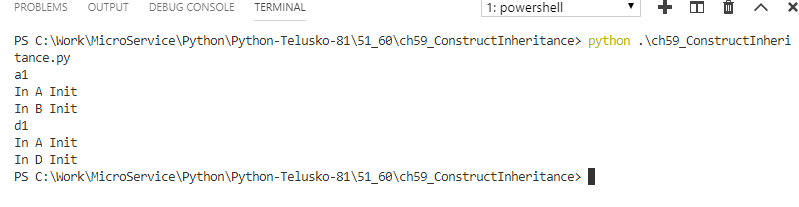 PROBLEMS OUTPUT DEBUG CONSOLE TERMINAL 1: powershell
PS C:\Work\MicroService\Python\Python-Telusko-81\51_60\ch59_ConstructInheritance> python .\ch59_ConstructInheri
tance.py
a1
In A Init
In B Init
d1
In A Init
In D Init
PS C:\Work\MicroService\Python\Python-Telusko-81\51_60\ch59_ConstructInheritance>